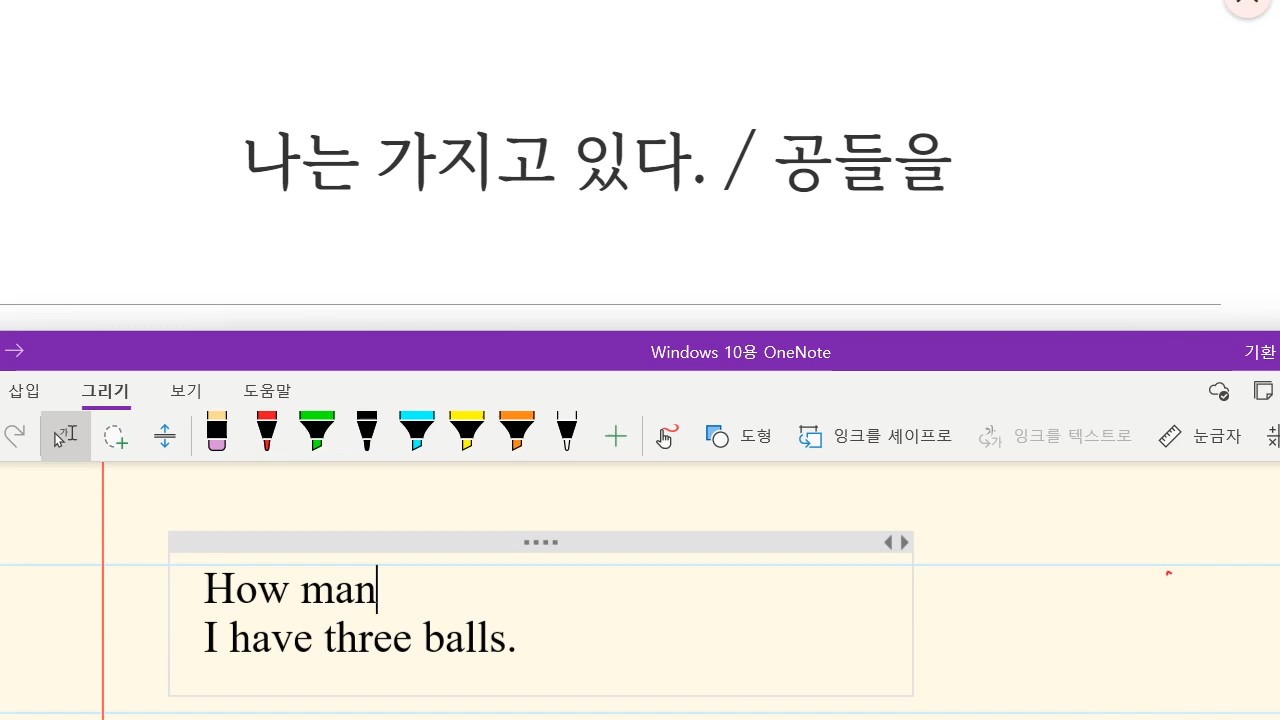 나는 가지고 있다. / 공들을
Windows 10용 OneNote
기환
삽입 그리기 보기 도움말
도형 잉크를 셰이프로 잉크를 텍스트로 눈금자
How man
I have three balls.